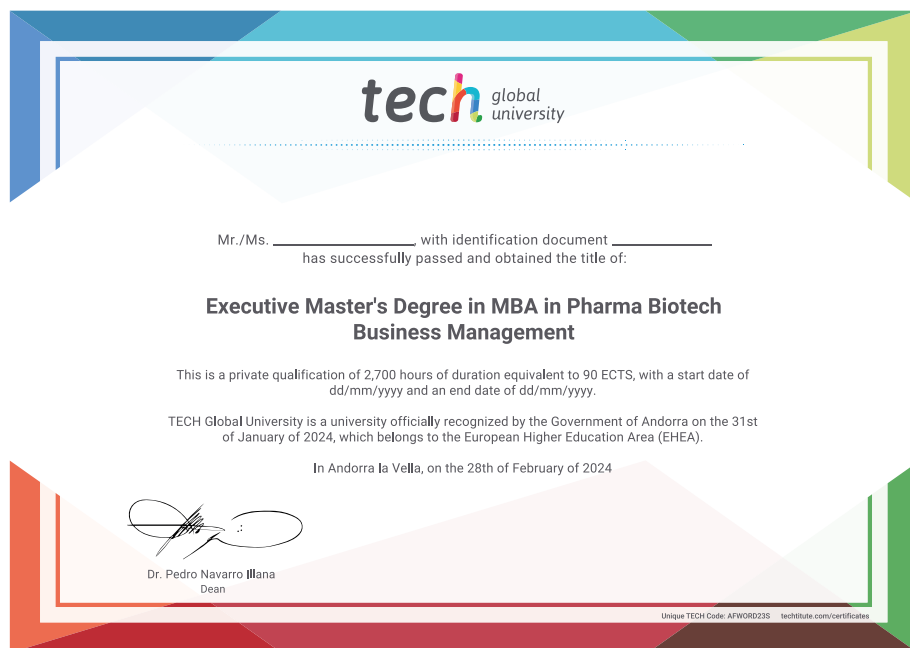 tech global university
Mr./Ms. ____________, with identification document ____________
has successfully passed and obtained the title of:
Executive Master's Degree in MBA in Pharma Biotech
Business Management
This is a private qualification of 2,700 hours of duration equivalent to 90 ECTS, with a start date of
dd/mm/yyyy and an end date of dd/mm/yyyy.
TECH Global University is a university officially recognized by the Government of Andorra on the 31st
of January of 2024, which belongs to the European Higher Education Area (EHEA).
In Andorra la Vella, on the 28th of February of 2024
Dr. Pedro Navarro Illana
Dean
Unique TECH Code: AFWORD23S techtitute.com/certificates